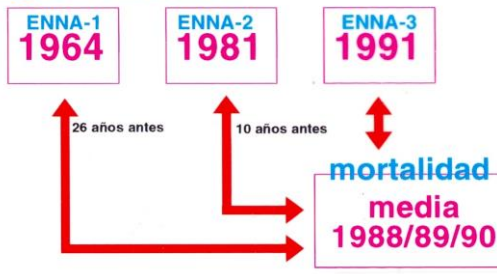 ENNA-1
1964
ENNA-2
1981
ENNA-3
1991
26 años antes
10 años antes
mortalidad
media
1988/89/90